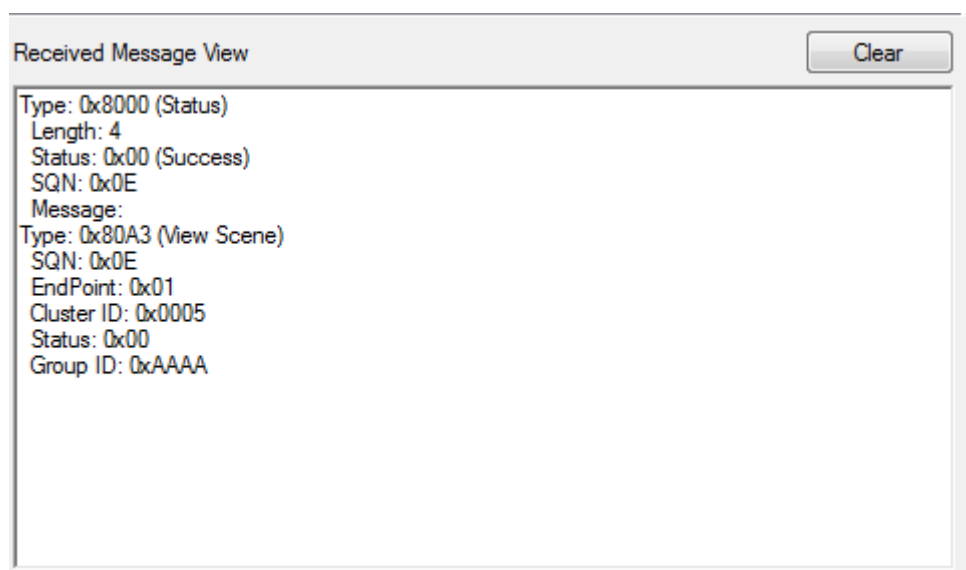 Received Message View
Clear
Type: 0x8000 (Status)
Length: 4
Status: 0x00 (Success)
SQN: 0x0E
Message:
Type: 0x80A3 (View Scene)
SQN: 0x0E
EndPoint: 0x01
Cluster ID: 0x0005
Status: 0x00
Group ID: 0xAAAA